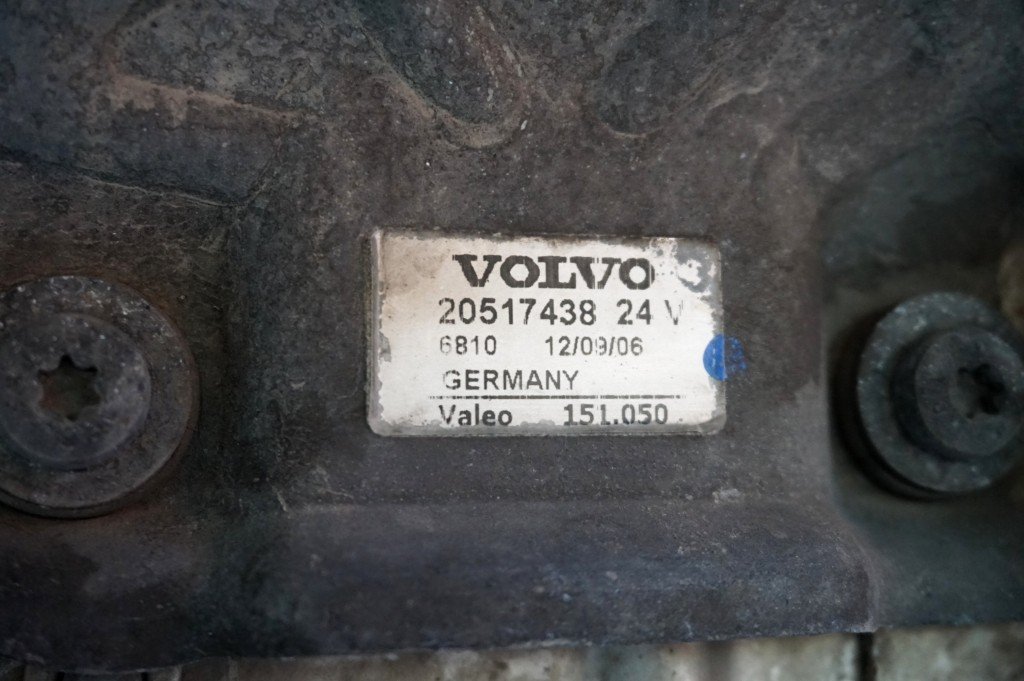 VOLVO
20517438 24 V
6810 12/09/06
GERMANY
Valeo 151.050